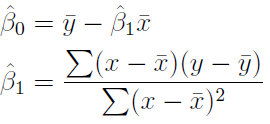 β̂₀ = ȳ − β̂₁x̄
β̂₁ = ∑(x − x̄)(y − ȳ) / ∑(x − x̄)²